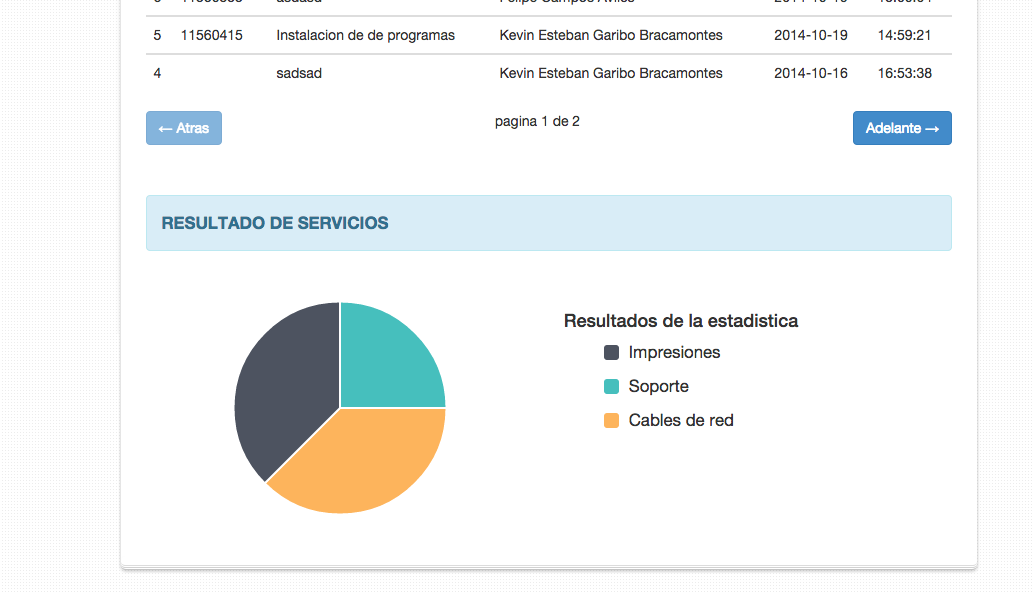 5 11560415 Instalacion de de programas Kevin Esteban Garibo Bracamontes 2014-10-19 14:59:21
4 sadsad Kevin Esteban Garibo Bracamontes 2014-10-16 16:53:38
← Atras pagina 1 de 2 Adelante →
RESULTADO DE SERVICIOS
Resultados de la estadistica
Impresiones
Soporte
Cables de red